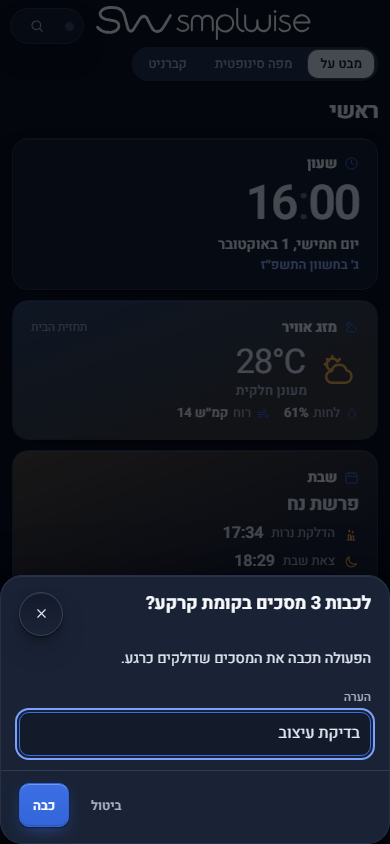 smplwise
מבט על
מפה סינופטית
קברניט
ראשי
שעון
16:00
יום חמישי, 1 באוקטובר
ג׳ בחשוון התשפ״ז
מזג אוויר
תחזית הבית
28°C
מעונן חלקית
לחות 61% רוח 14 קמ״ש
שבת
פרשת נח
הדלקת נרות 17:34
צאת שבת 18:29
לכבות 3 מסכים בקומת קרקע?
הפעולה תכבה את המסכים שדולקים כרגע.
הערה
בדיקת עיצוב
ביטול
כבה